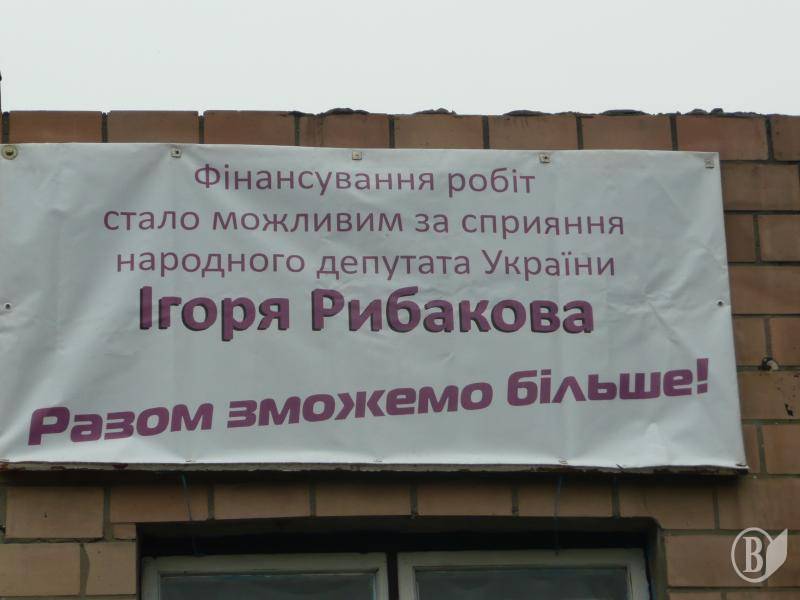 Фінансування робіт
стало можливим за сприяння
народного депутата України
Ігоря Рибакова
Разом зможемо більше!
В